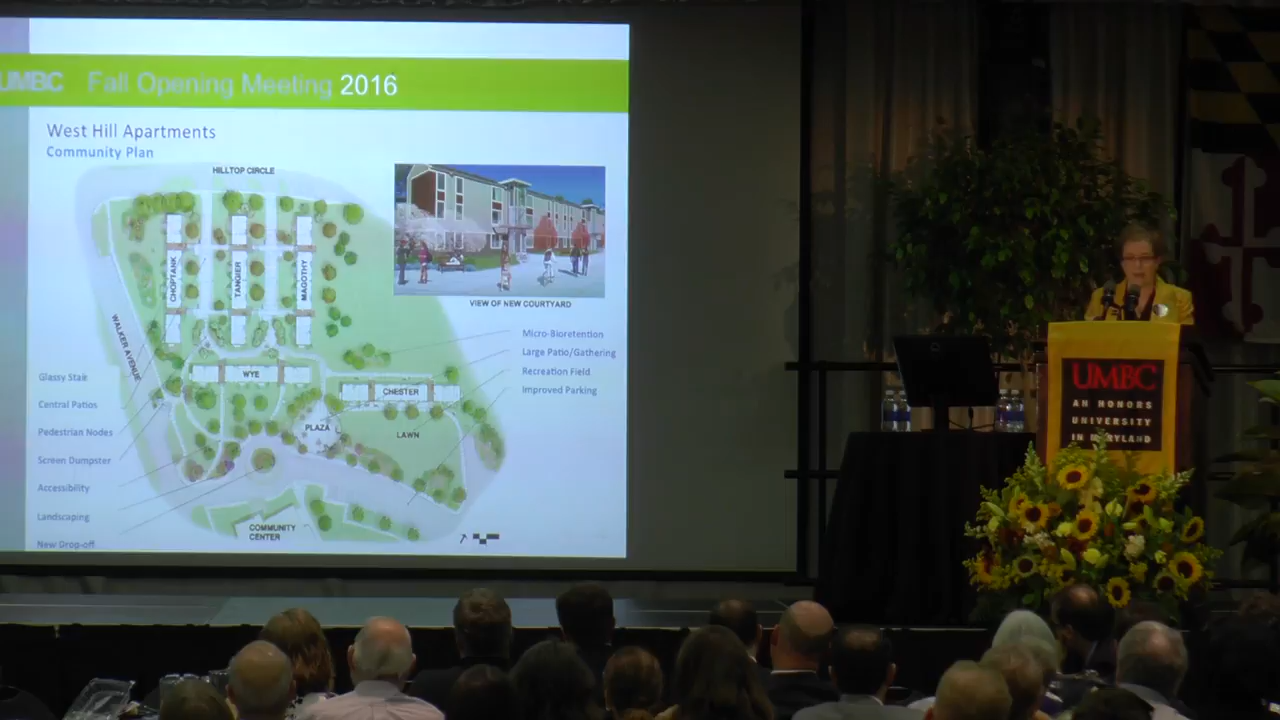 UMBC Fall Opening Meeting 2016
West Hill Apartments
Community Plan
HILLTOP CIRCLE
CHOPTANK
TANGIER
MAGOTHY
WALKER AVENUE
WYE
CHESTER
PLAZA
LAWN
COMMUNITY
CENTER
Glassy Stair
Central Patios
Pedestrian Nodes
Screen Dumpster
Accessibility
Landscaping
New Drop-off
VIEW OF NEW COURTYARD
Micro-Bioretention
Large Patio/Gathering
Recreation Field
Improved Parking
UMBC
AN HONORS
UNIVERSITY
IN MARYLAND